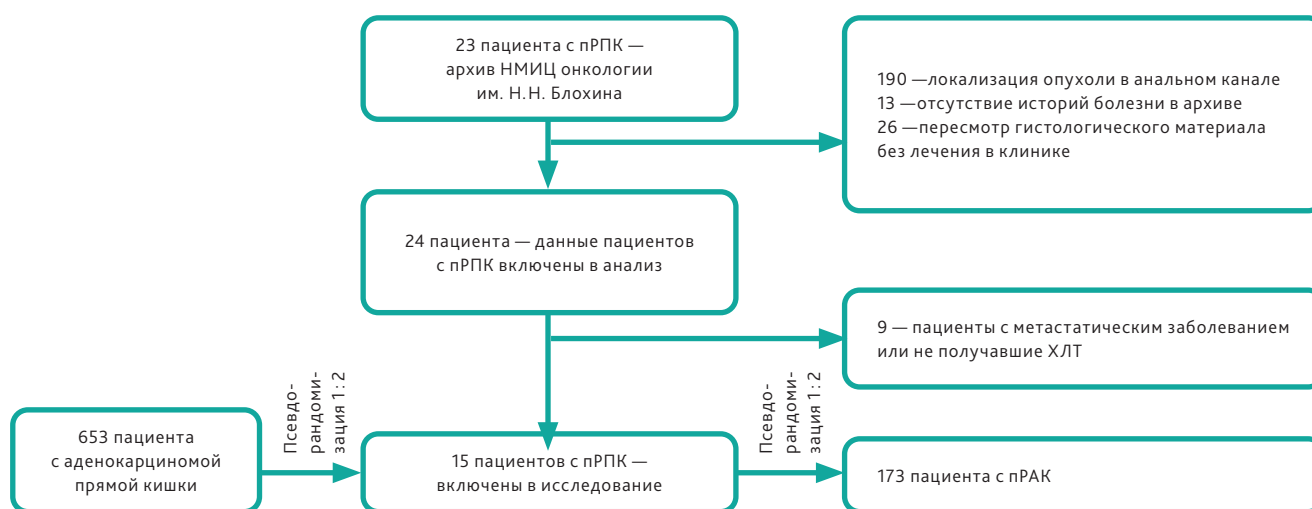 23 пациента с пРПК —
архив НМИЦ онкологии
им. Н.Н. Блохина
190 —локализация опухоли в анальном канале
13 —отсутствие историй болезни в архиве
26 —пересмотр гистологического материала
без лечения в клинике
24 пациента — данные пациентов
с пРПК включены в анализ
9 — пациенты с метастатическим заболеванием
или не получавшие ХЛТ
653 пациента
с аденокарциномой
прямой кишки
Псевдо-
рандоми-
зация 1 : 2
15 пациентов с пРПК —
включены в исследование
Псевдо-
рандоми-
зация 1 : 2
173 пациента с пРАК